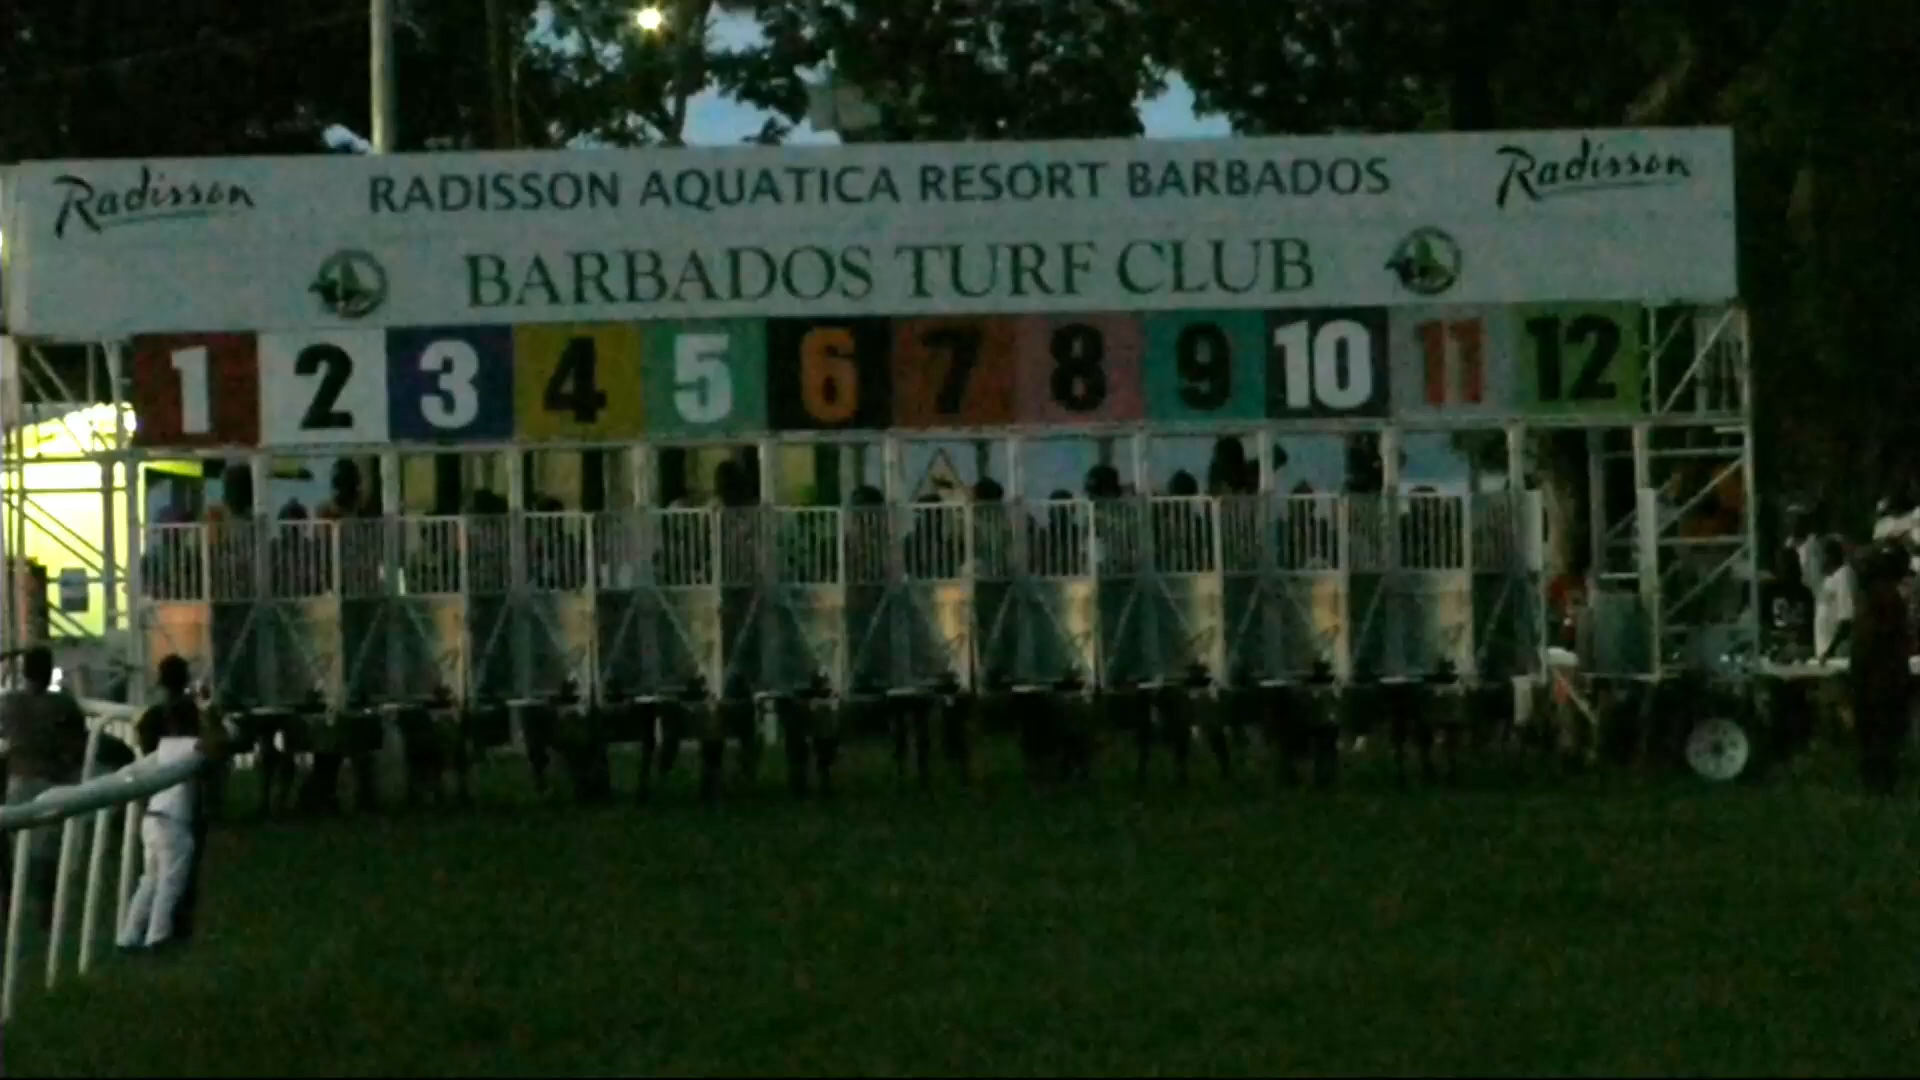 Radisson RADISSON AQUATICA RESORT BARBADOS Radisson
BARBADOS TURF CLUB
1 2 3 4 5 6 7 8 9 10 11 12